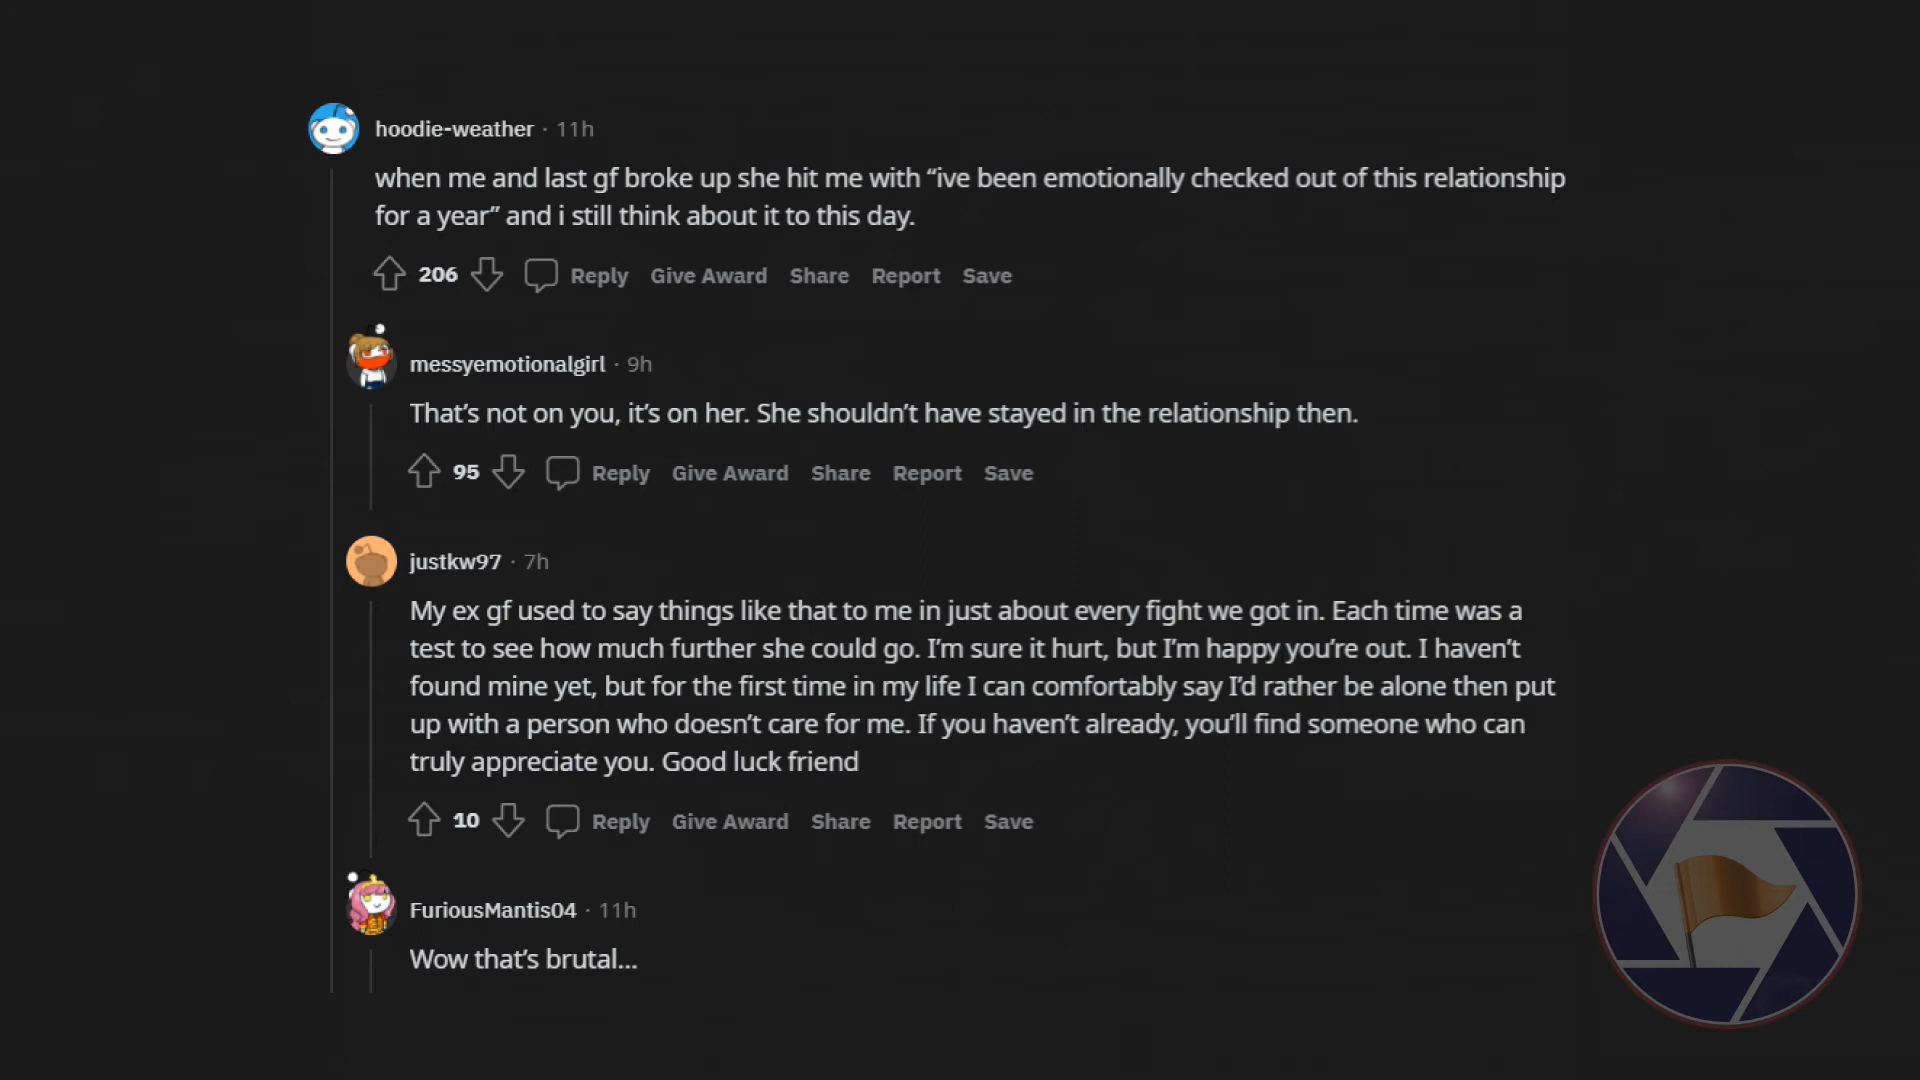 hoodie-weather · 11h
when me and last gf broke up she hit me with “ive been emotionally checked out of this relationship
for a year” and i still think about it to this day.
206 Reply Give Award Share Report Save
messyemotionalgirl · 9h
That’s not on you, it’s on her. She shouldn’t have stayed in the relationship then.
95 Reply Give Award Share Report Save
justkw97 · 7h
My ex gf used to say things like that to me in just about every fight we got in. Each time was a
test to see how much further she could go. I’m sure it hurt, but I’m happy you’re out. I haven’t
found mine yet, but for the first time in my life I can comfortably say I’d rather be alone then put
up with a person who doesn’t care for me. If you haven’t already, you’ll find someone who can
truly appreciate you. Good luck friend
10 Reply Give Award Share Report Save
FuriousMantis04 · 11h
Wow that’s brutal...